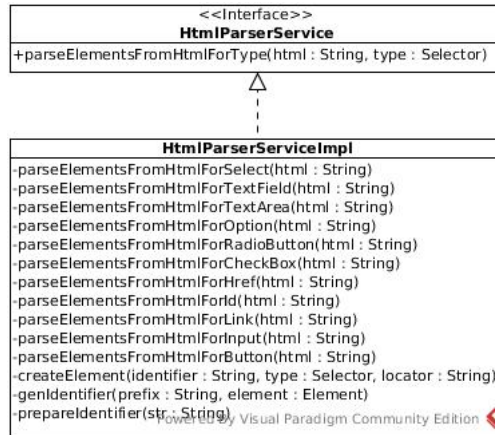 <<Interface>>
HtmlParserService
+parseElementsFromHtmlForType(html : String, type : Selector)
HtmlParserServiceImpl
-parseElementsFromHtmlForSelect(html : String)
-parseElementsFromHtmlForTextField(html : String)
-parseElementsFromHtmlForTextArea(html : String)
-parseElementsFromHtmlForOption(html : String)
-parseElementsFromHtmlForRadioButton(html : String)
-parseElementsFromHtmlForCheckBox(html : String)
-parseElementsFromHtmlForHref(html : String)
-parseElementsFromHtmlForId(html : String)
-parseElementsFromHtmlForLink(html : String)
-parseElementsFromHtmlForInput(html : String)
-parseElementsFromHtmlForButton(html : String)
-createElement(identifier : String, type : Selector, locator : String)
-genIdentifier(prefix : String, element : Element)
-prepareIdentifier(str : String)
Powered By Visual Paradigm Community Edition